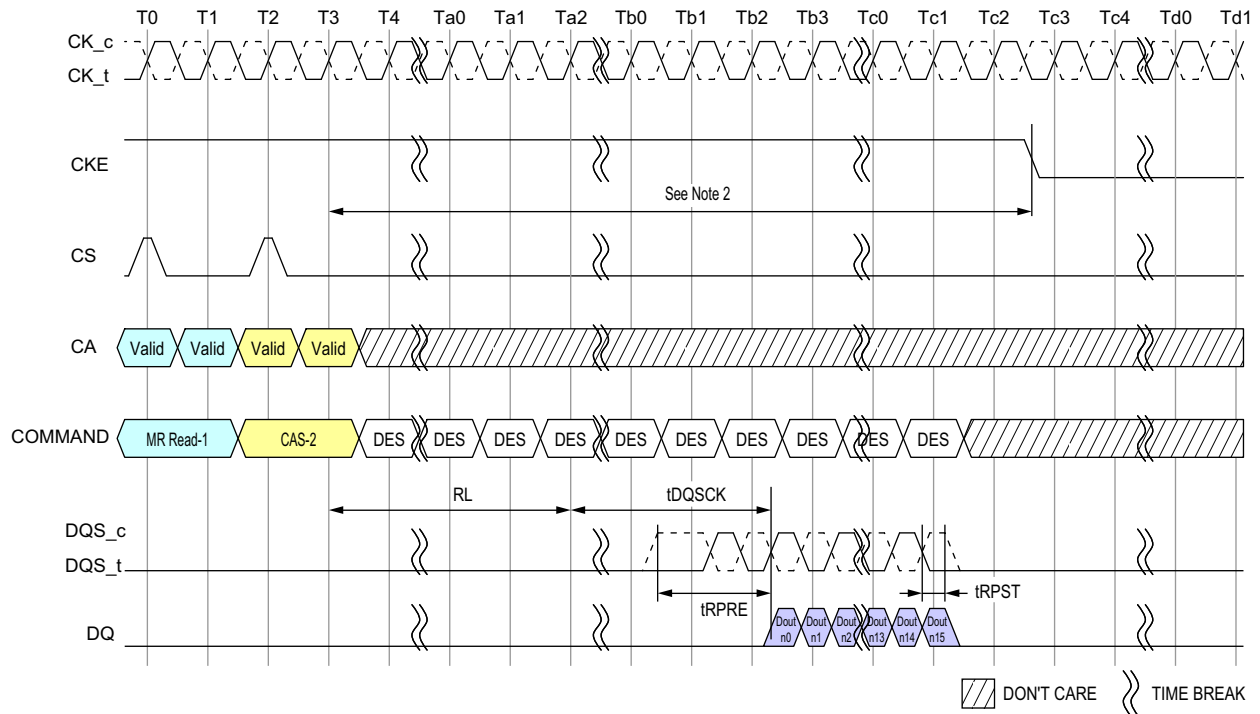 T0 T1 T2 T3 T4 Ta0 Ta1 Ta2 Tb0 Tb1 Tb2 Tb3 Tc0 Tc1 Tc2 Tc3 Tc4 Td0 Td1
CK_c
CK_t
CKE
See Note 2
CS
CA Valid Valid Valid Valid
COMMAND MR Read-1 CAS-2 DES DES DES DES DES DES DES DES DES DES
RL tDQSCK
DQS_c
DQS_t
tRPRE tRPST
DQ Dout n0 Dout n1 Dout n2 Dout n13 Dout n14 Dout n15
DON'T CARE TIME BREAK